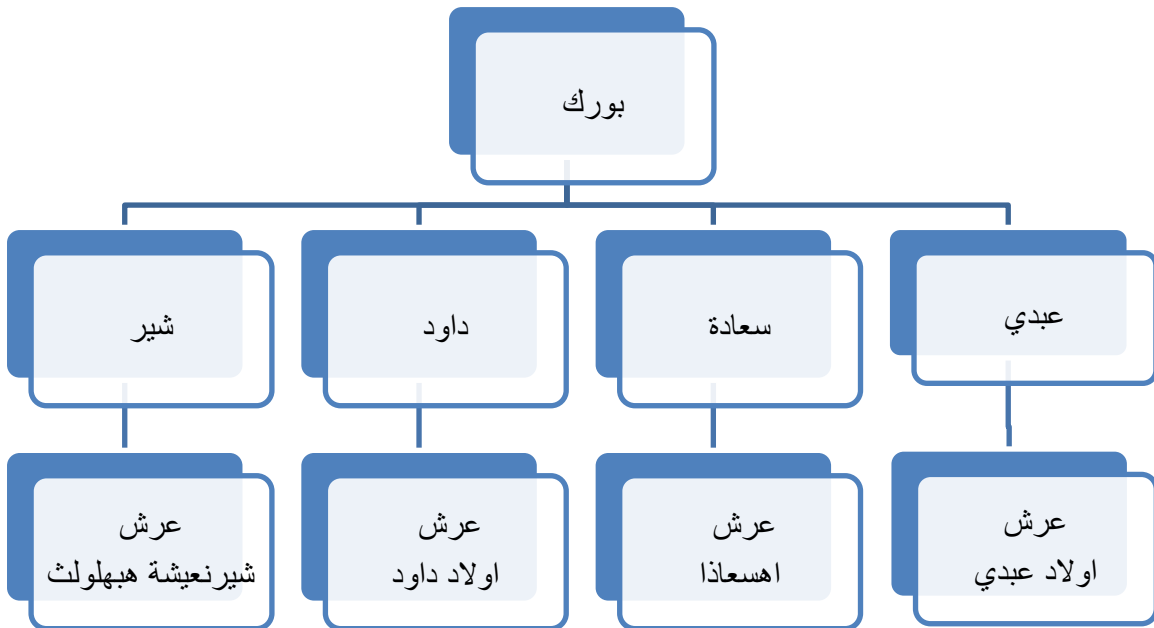 بورك
عبدي
سعادة
داود
شير
عرش
اولاد عبدي
عرش
اهسعاذا
عرش
اولاد داود
عرش
شيرنعيشة هبهلولث